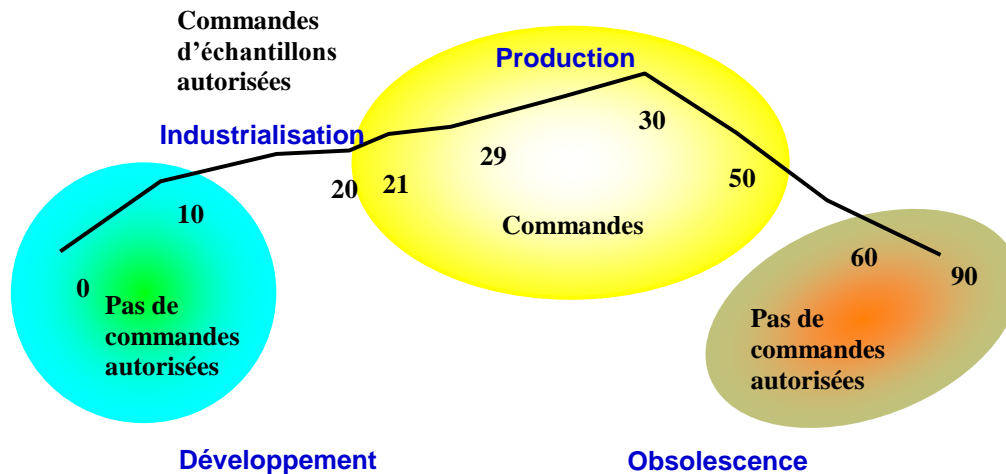 Commandes
d'échantillons
autorisées
Production
Industrialisation
30
29
20
21
50
10
Commandes
0
60
90
Pas de
commandes
autorisées
Pas de
commandes
autorisées
Développement
Obsolescence